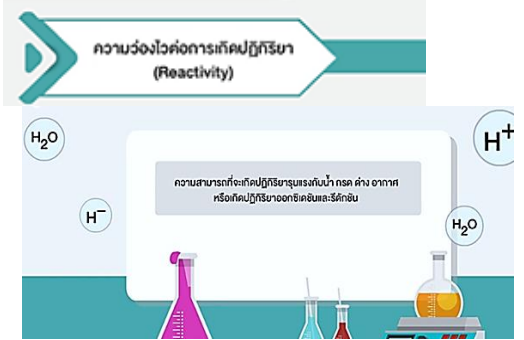 ความว่องไวต่อการเกิดปฏิกิริยา
(Reactivity)
H₂O
H⁺
ความสามารถที่จะเกิดปฏิกิริยารุนแรงกับน้ำ กรด ด่าง อากาศ
หรือเกิดปฏิกิริยาออกซิเดชันและรีดักชัน
H⁻
H₂O